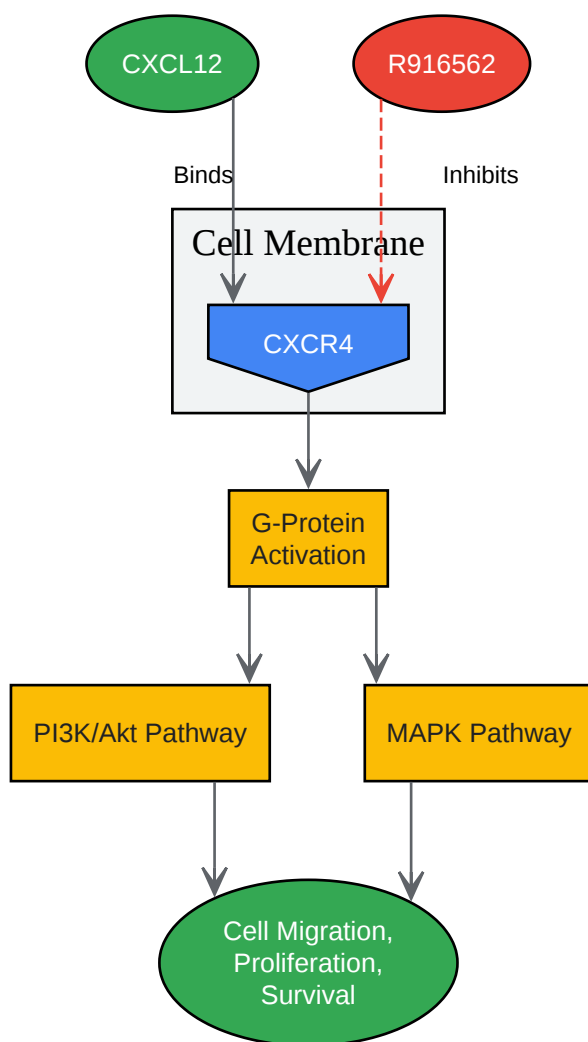 CXCL12
R916562
Binds
Inhibits
Cell Membrane
CXCR4
G-Protein
Activation
PI3K/Akt Pathway
MAPK Pathway
Cell Migration,
Proliferation,
Survival